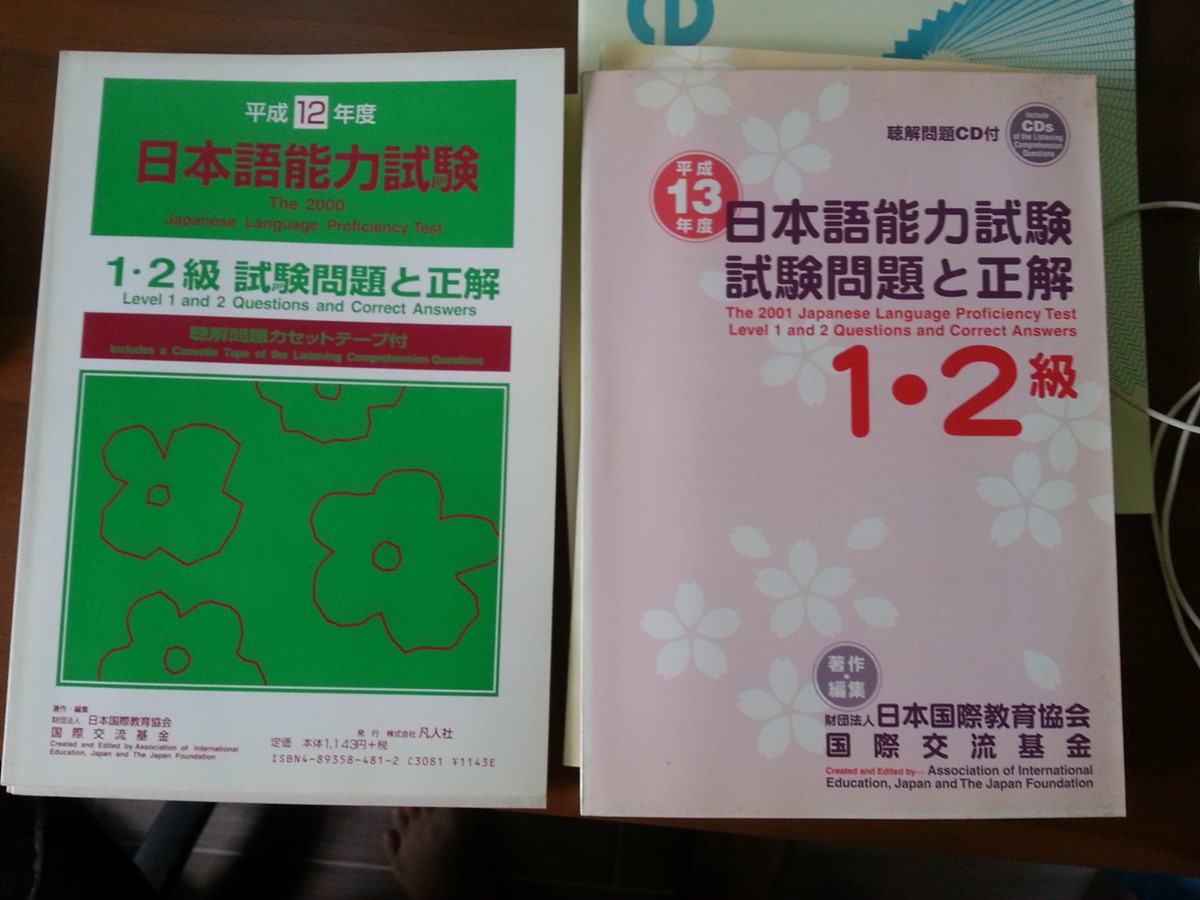 平成12年度
日本語能力試験
The 2000
Japanese Language Proficiency Test
1・2級 試験問題と正解
Level 1 and 2 Questions and Correct Answers
聴解問題カセットテープ付
Includes a Cassette Tape of the Listening Comprehension Questions
著作・編集
財団法人 日本国際教育協会
国際交流基金
Created and Edited by Association of International
Education, Japan and The Japan Foundation
発行 株式会社 凡人社
定価 本体1,143円+税
ISBN4-89358-481-2 C3081 ¥1143E
聴解問題CD付
Include
CDs
of the Listening
Comprehension
Questions
平成
13
年度
日本語能力試験
試験問題と正解
The 2001 Japanese Language Proficiency Test
Level 1 and 2 Questions and Correct Answers
1・2級
著作・編集
財団法人日本国際教育協会
国際交流基金
Created and Edited by… Association of International
Education, Japan and The Japan Foundation